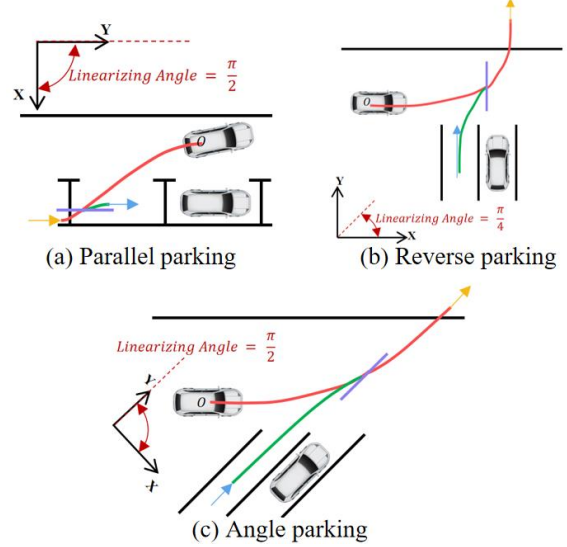 Y
X
Linearizing Angle = π/2
O
(a) Parallel parking
O
Y
X
Linearizing Angle = π/4
(b) Reverse parking
Linearizing Angle = π/2
Y
X
O
(c) Angle parking